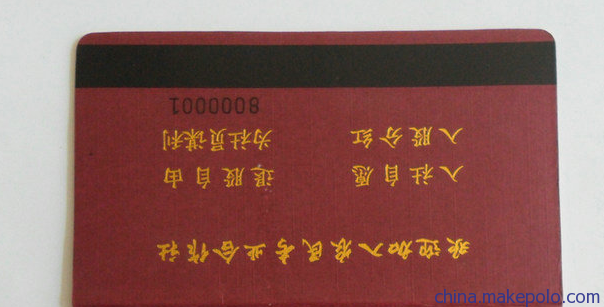 欢迎加入农民专业合作社
入社自愿 退股自由
入股分红 为社员谋利
8000001
china.makepolo.com